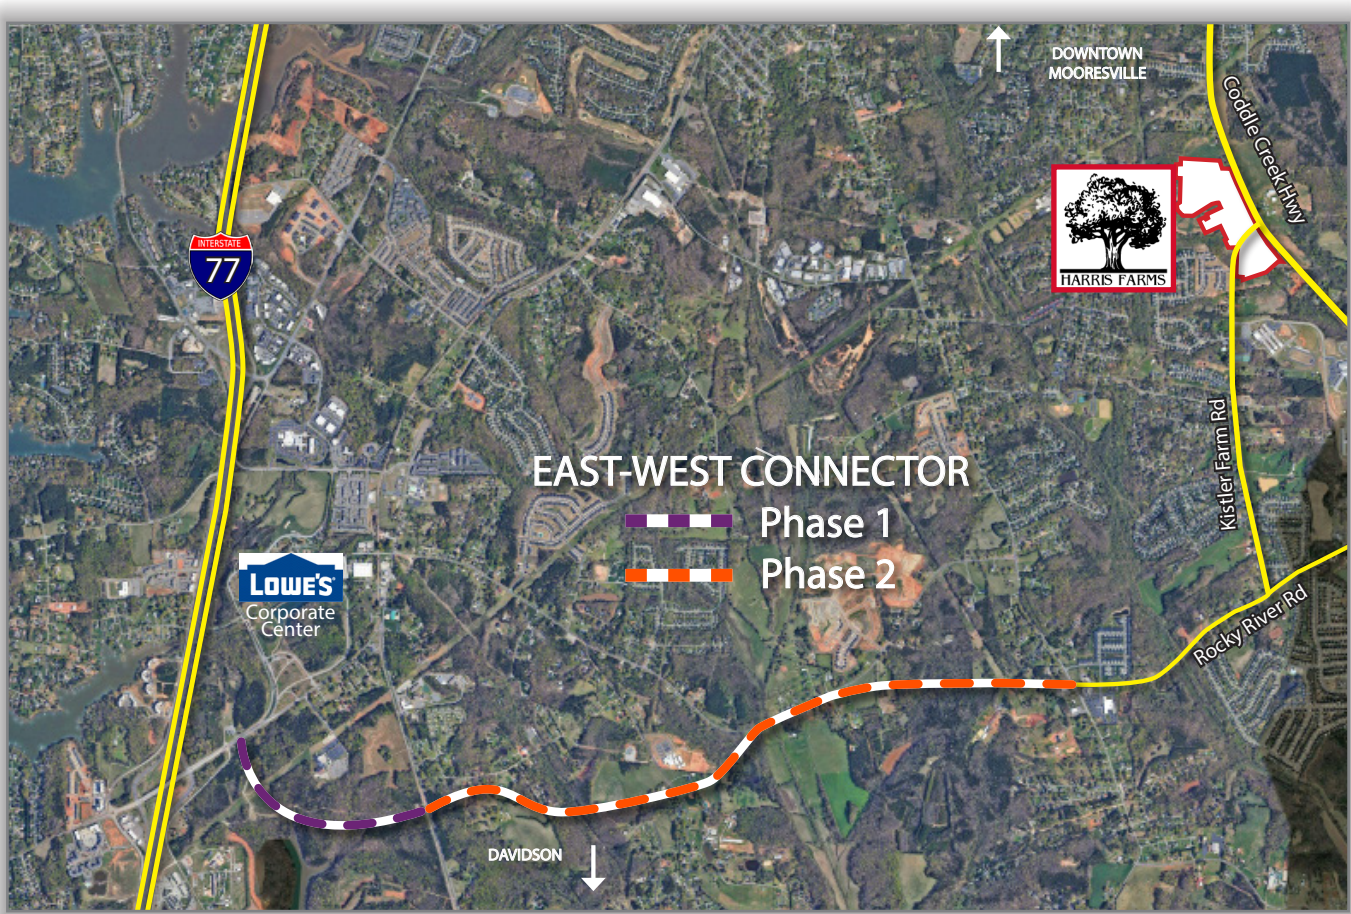 DOWNTOWN
MOORESVILLE
Coddle Creek Hwy
HARRIS FARMS
INTERSTATE
77
Kistler Farm Rd
EAST-WEST CONNECTOR
Phase 1
Phase 2
LOWE'S
Corporate
Center
Rocky River Rd
DAVIDSON